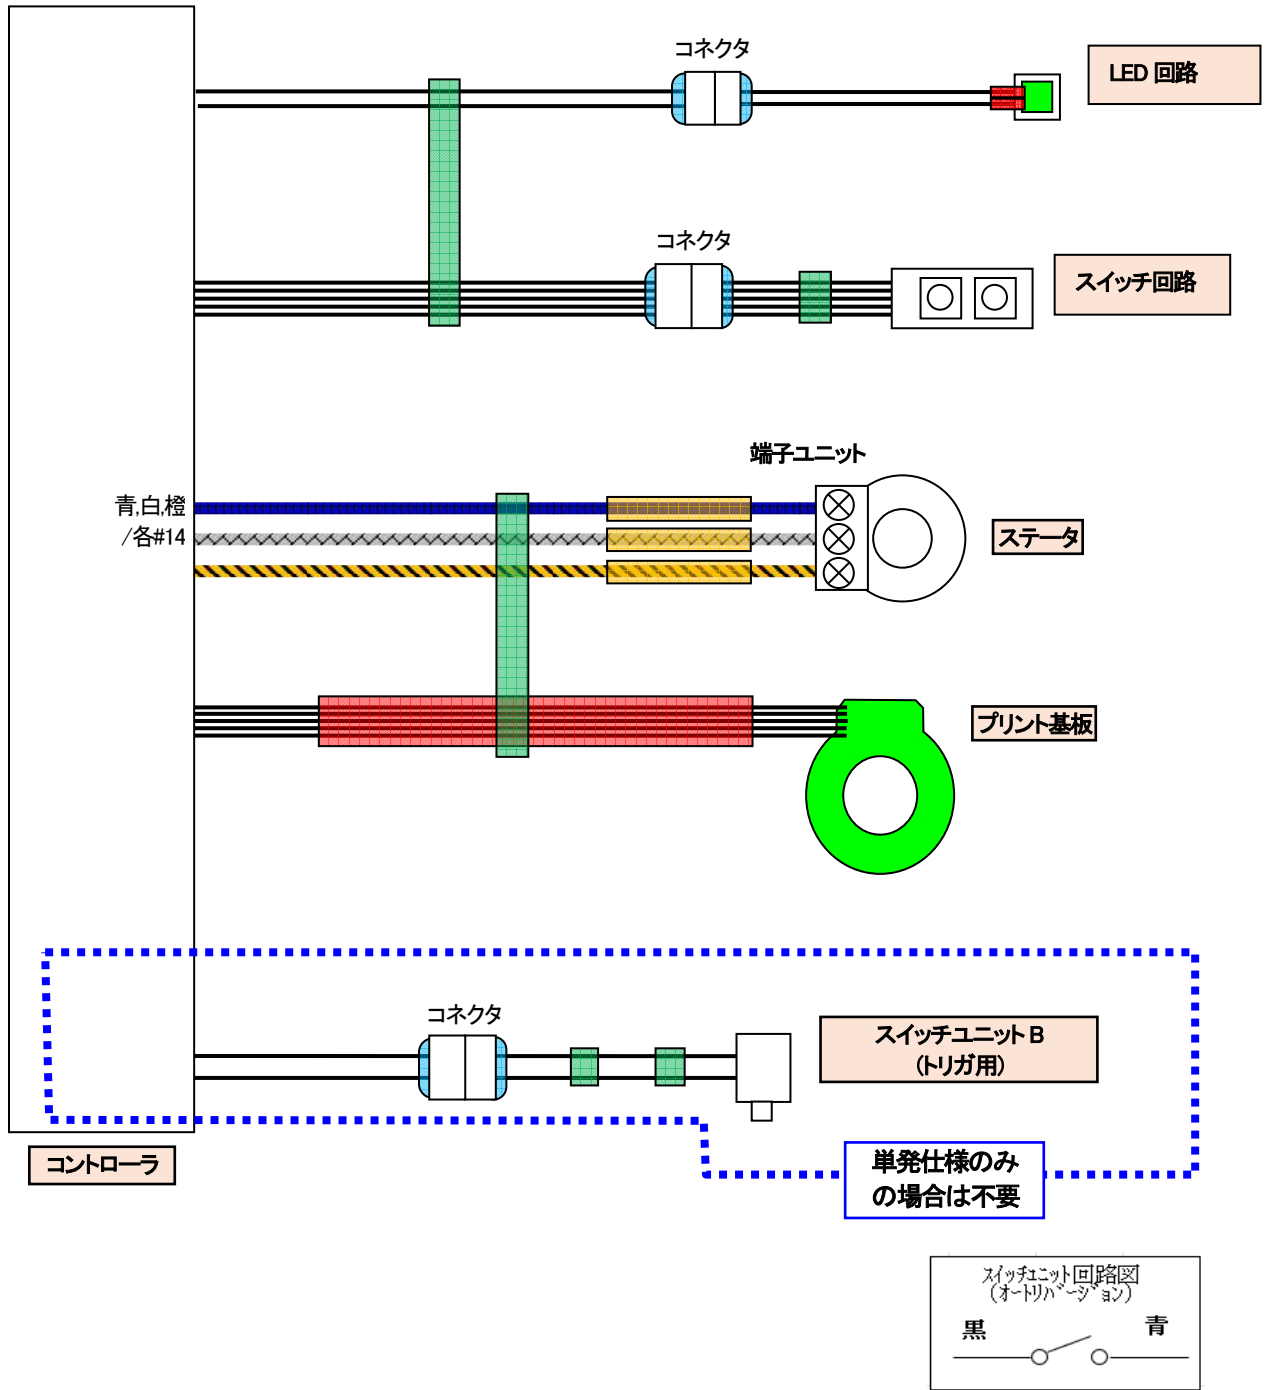 コネクタ
LED 回路
コネクタ
スイッチ回路
端子ユニット
青,白,橙
/各#14
ステータ
プリント基板
コネクタ
スイッチユニット B
(トリガ用)
コントローラ
単発仕様のみ
の場合は不要
スイッチユニット回路図
(オートリバージョン)
黒
青